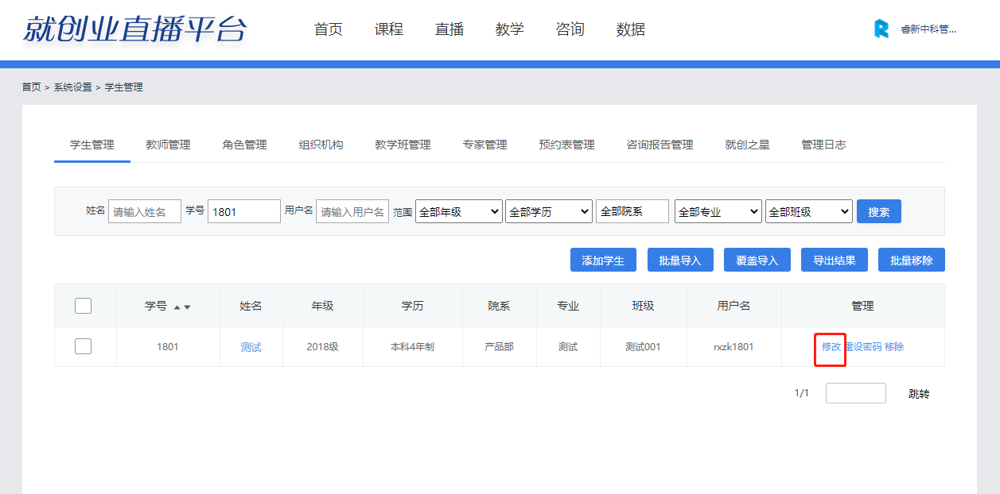 就创业直播平台
首页 课程 直播 教学 咨询 数据
睿新中科管...
首页 > 系统设置 > 学生管理
学生管理 教师管理 角色管理 组织机构 教学班管理 专家管理 预约表管理 咨询报告管理 就创之星 管理日志
姓名 请输入姓名 学号 1801 用户名 请输入用户名 范围 全部年级 全部学历 全部院系 全部专业 全部班级 搜索
添加学生 批量导入 覆盖导入 导出结果 批量移除
学号 姓名 年级 学历 院系 专业 班级 用户名 管理
1801 测试 2018级 本科4年制 产品部 测试 测试001 rxzk1801 修改 重设密码 移除
1/1 跳转